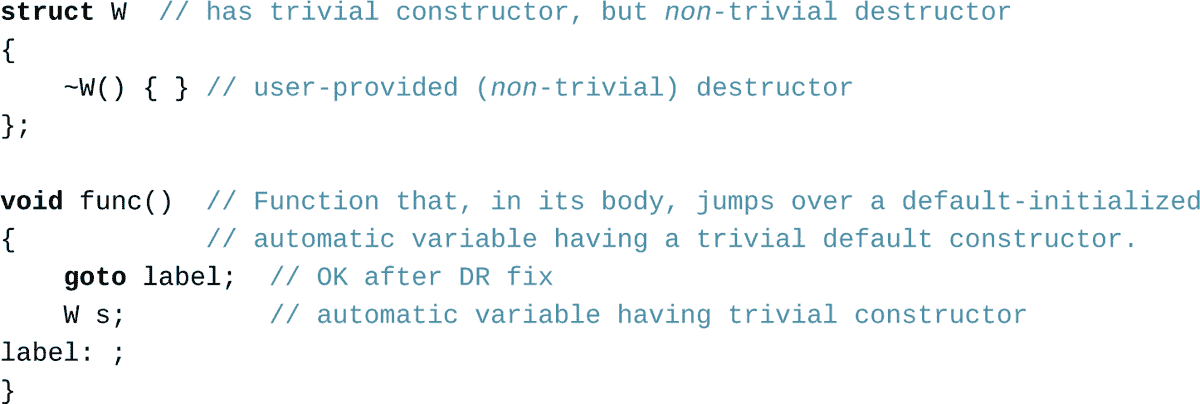 struct W  // has trivial constructor, but non-trivial destructor
{
    ~W() { } // user-provided (non-trivial) destructor
};

void func()  // Function that, in its body, jumps over a default-initialized
{            // automatic variable having a trivial default constructor.
    goto label;  // OK after DR fix
    W s;         // automatic variable having trivial constructor
label: ;
}